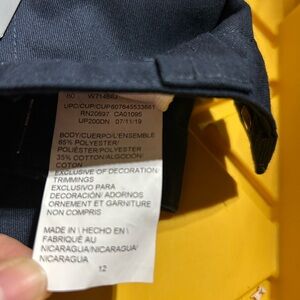 UPC/CUP/CUP607645533661
RN20697 CA01095
UP200DN 07/11/19
BODY/CUERPO/L'ENSEMBLE
65% POLYESTER/
POLIÉSTER/POLYESTER
35% COTTON/ALGODÓN
COTON
EXCLUSIVE OF DECORATION/
TRIMMINGS
EXCLUSIVO PARA
DECORACIÓN/ ADORNOS
ORNEMENT ET GARNITURE
NON COMPRIS
MADE IN \ HECHO EN \
FABRIQUÉ AU
NICARAGUA/NICARAGUA/
NICARAGUA
12